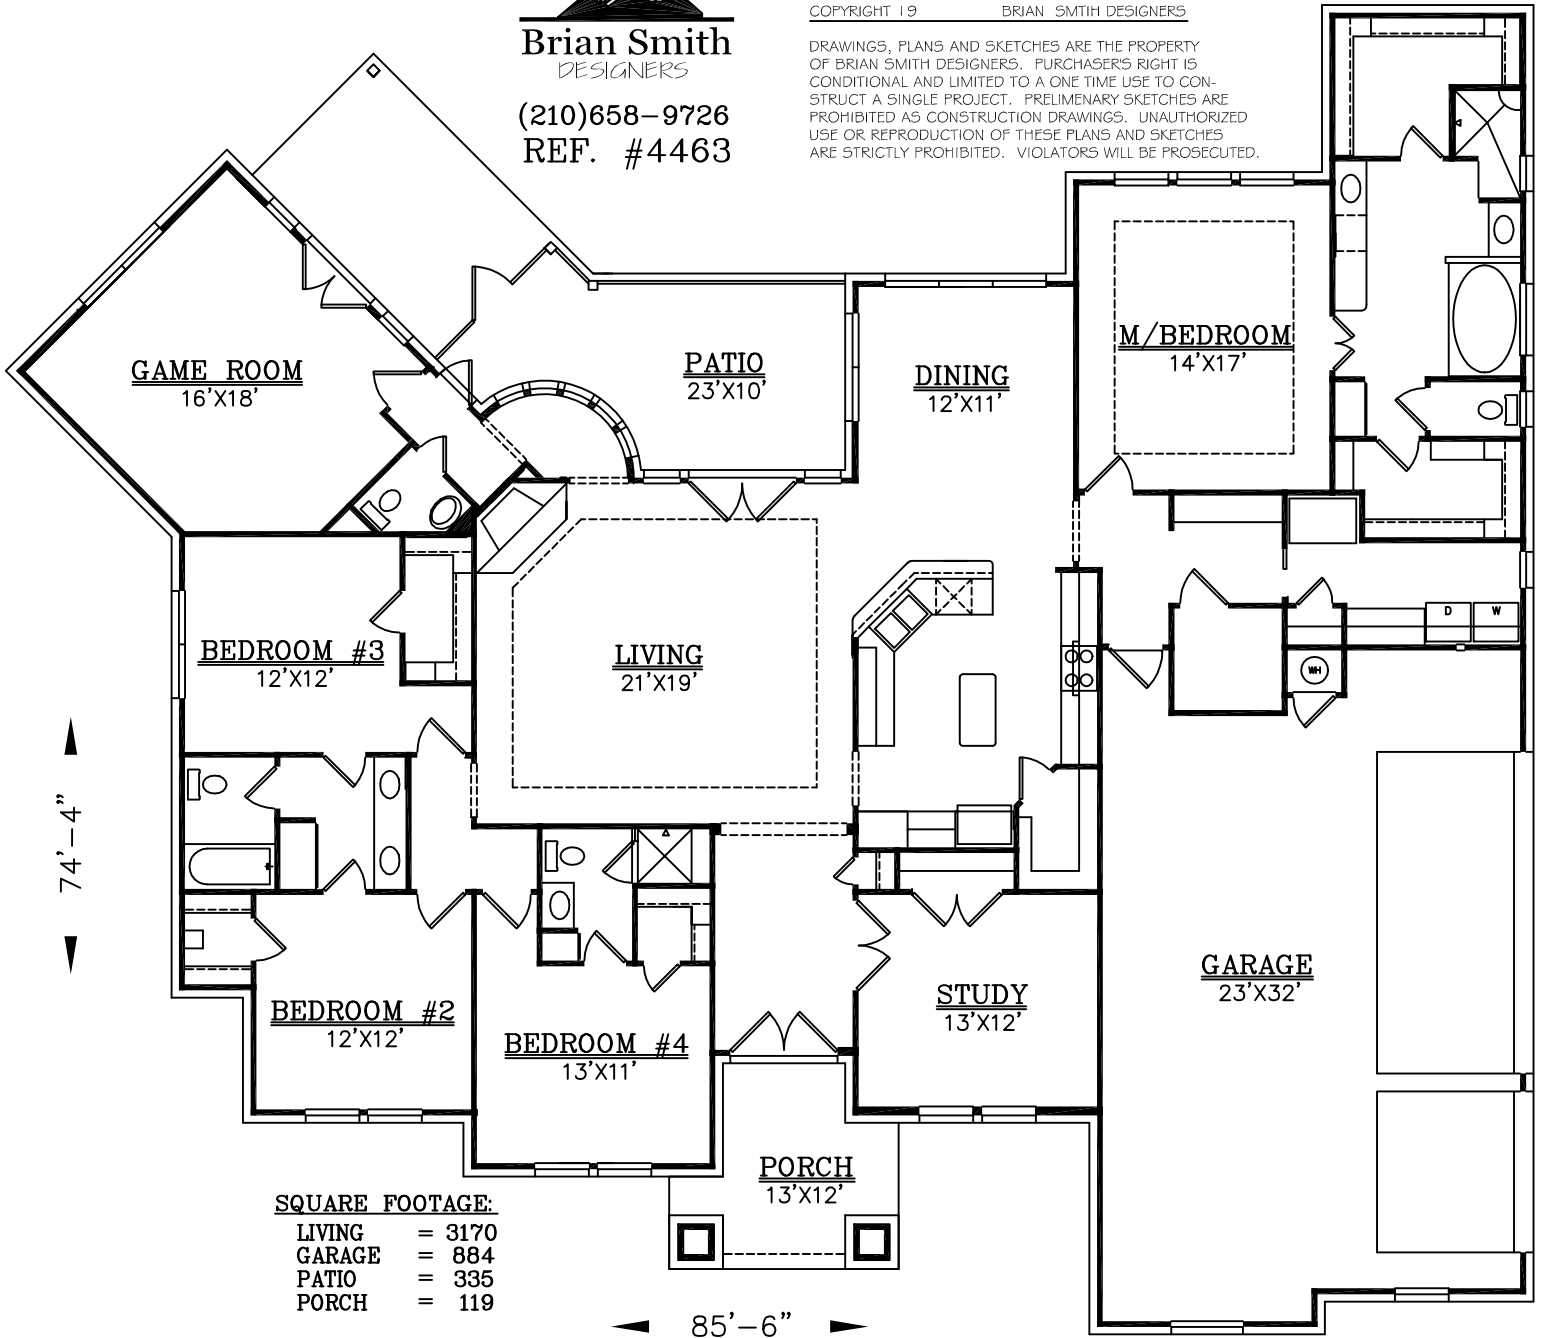 Brian Smith
DESIGNERS
(210)658-9726
REF. #4463
COPYRIGHT 19 BRIAN SMTIH DESIGNERS
DRAWINGS, PLANS AND SKETCHES ARE THE PROPERTY
OF BRIAN SMITH DESIGNERS. PURCHASER'S RIGHT IS
CONDITIONAL AND LIMITED TO A ONE TIME USE TO CON-
STRUCT A SINGLE PROJECT. PRELIMENARY SKETCHES ARE
PROHIBITED AS CONSTRUCTION DRAWINGS. UNAUTHORIZED
USE OR REPRODUCTION OF THESE PLANS AND SKETCHES
ARE STRICTLY PROHIBITED. VIOLATORS WILL BE PROSECUTED.
GAME ROOM
16'X18'
PATIO
23'X10'
DINING
12'X11'
M/BEDROOM
14'X17'
BEDROOM #3
12'X12'
LIVING
21'X19'
D
W
WH
74'-4"
BEDROOM #2
12'X12'
BEDROOM #4
13'X11'
STUDY
13'X12'
GARAGE
23'X32'
PORCH
13'X12'
SQUARE FOOTAGE:
LIVING = 3170
GARAGE = 884
PATIO = 335
PORCH = 119
85'-6"